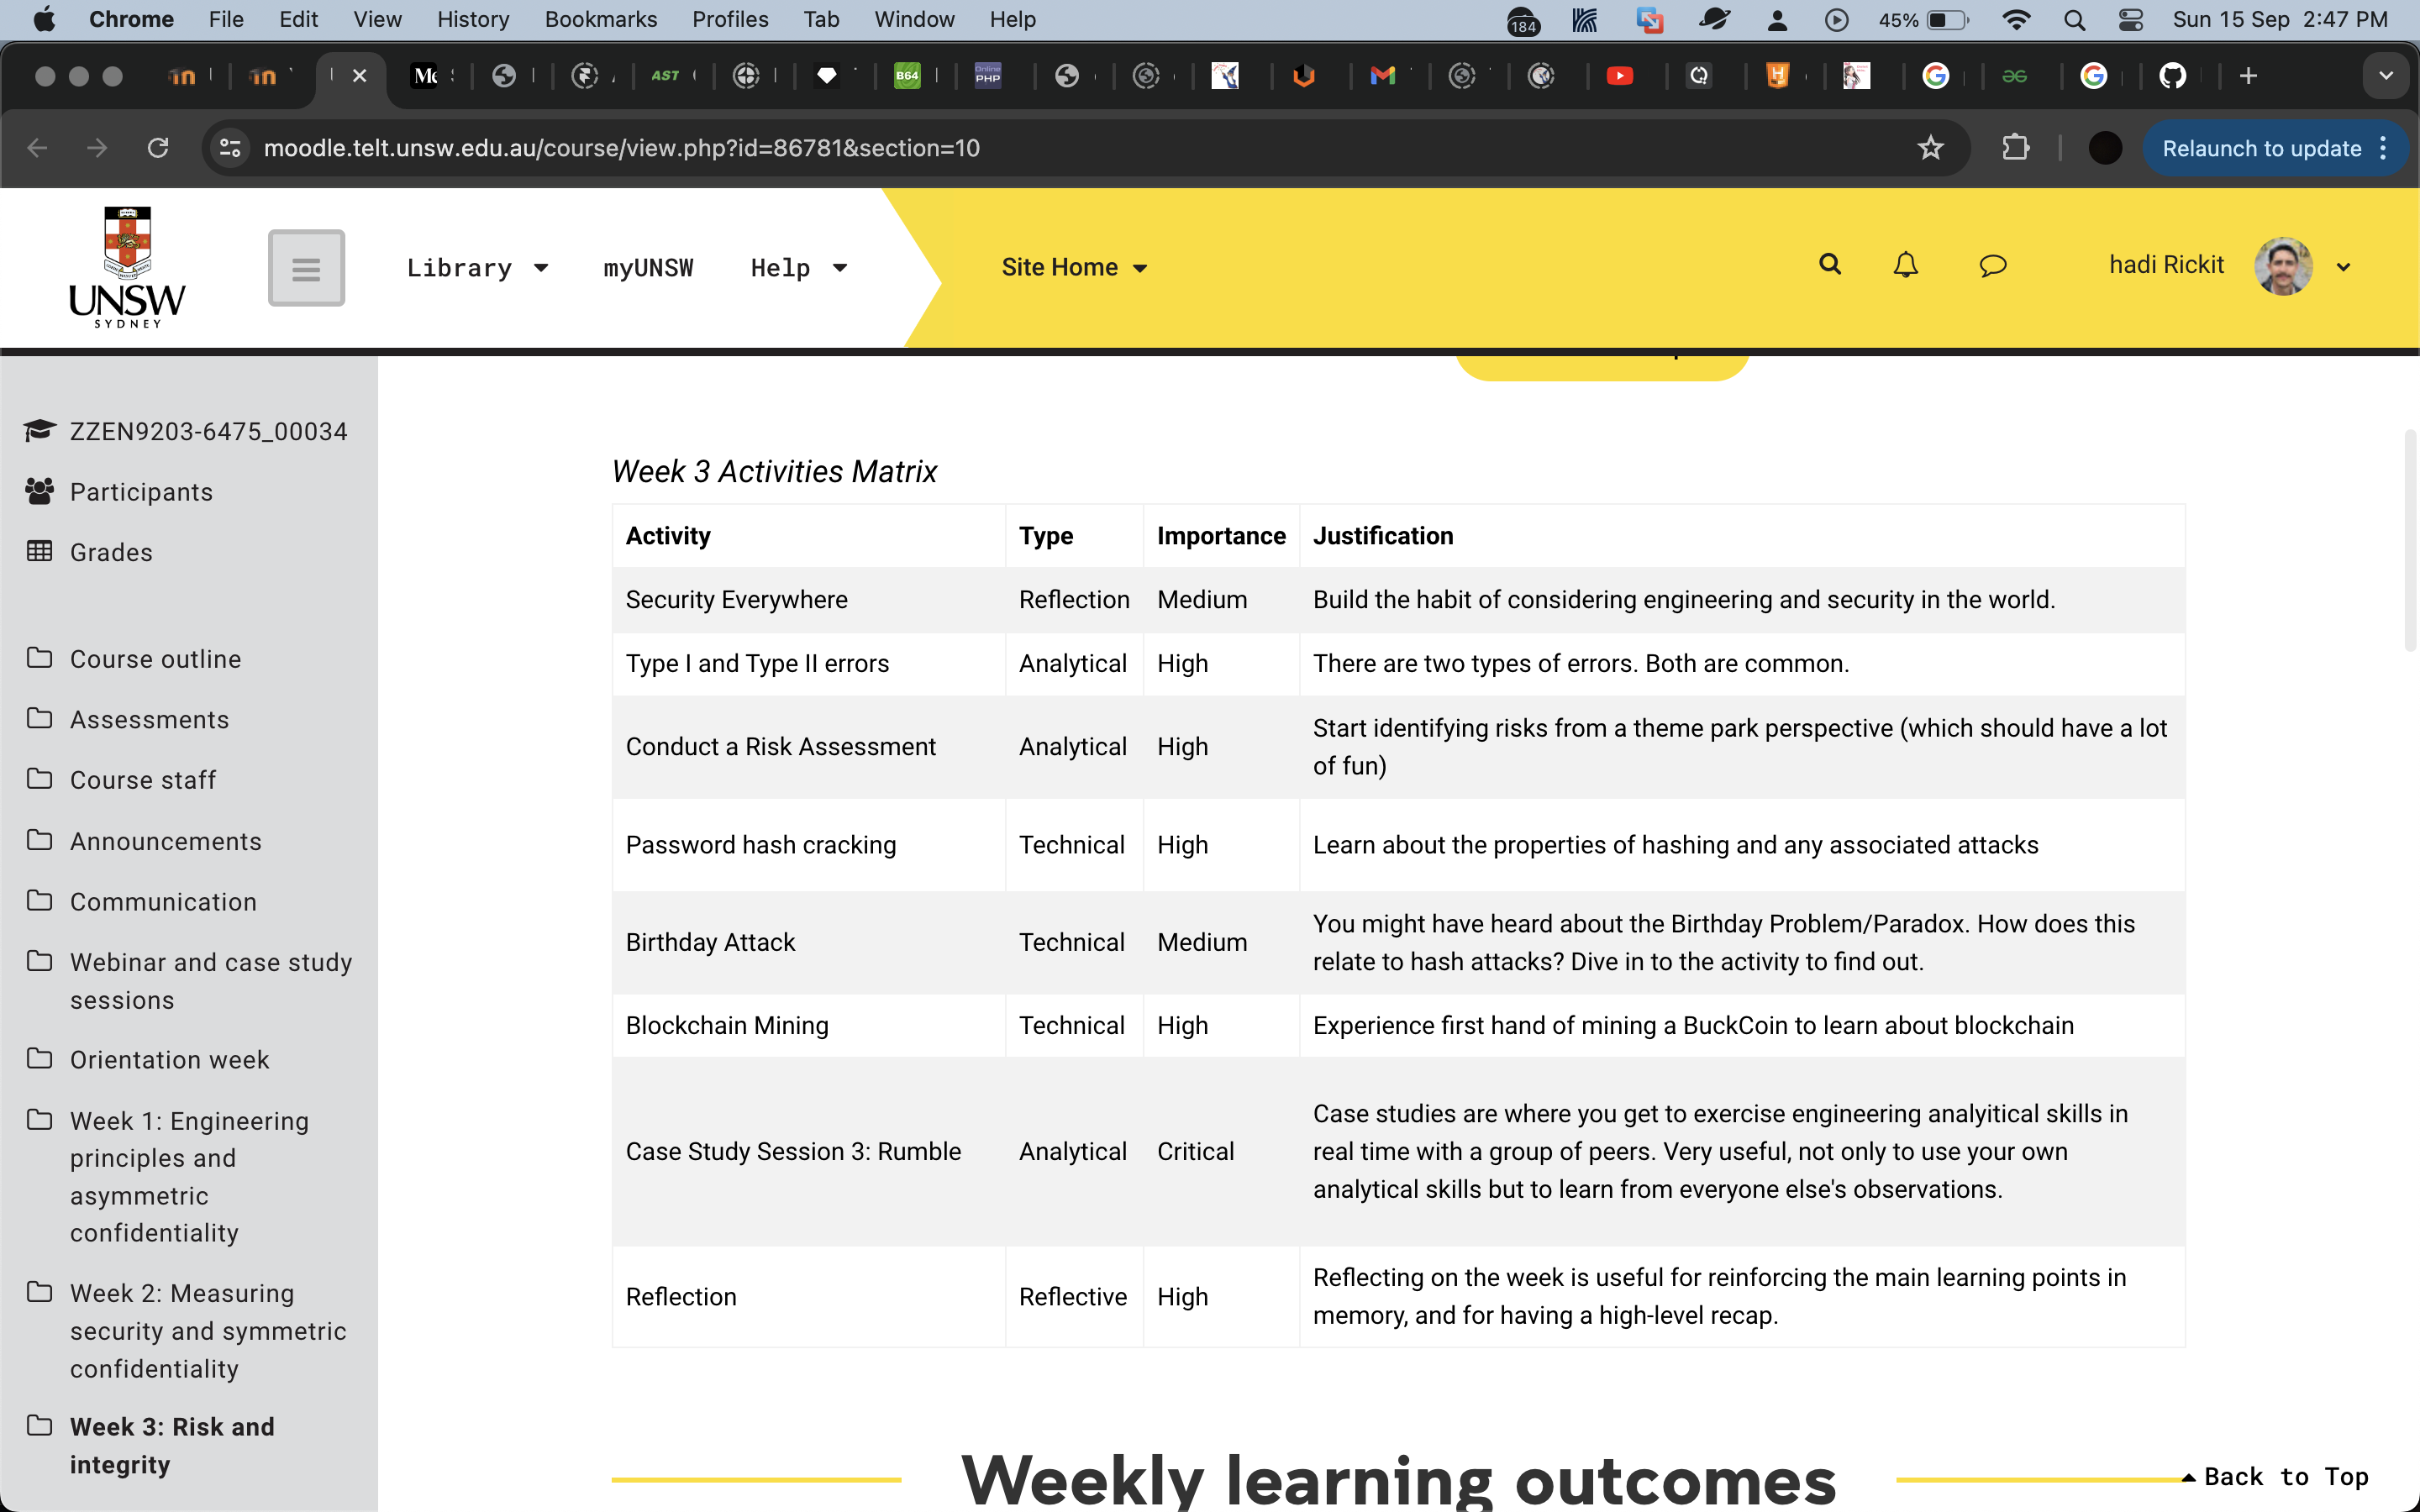 Chrome File Edit View History Bookmarks Profiles Tab Window Help 184 45% Sun 15 Sep 2:47 PM
AST B64 Online PHP
moodle.telt.unsw.edu.au/course/view.php?id=86781&section=10 Relaunch to update
UNSW
SYDNEY
Library myUNSW Help Site Home hadi Rickit
ZZEN9203-6475_00034
Participants
Grades
Course outline
Assessments
Course staff
Announcements
Communication
Webinar and case study
sessions
Orientation week
Week 1: Engineering
principles and
asymmetric
confidentiality
Week 2: Measuring
security and symmetric
confidentiality
Week 3: Risk and
integrity
Week 3 Activities Matrix
Activity Type Importance Justification
Security Everywhere Reflection Medium Build the habit of considering engineering and security in the world.
Type I and Type II errors Analytical High There are two types of errors. Both are common.
Conduct a Risk Assessment Analytical High Start identifying risks from a theme park perspective (which should have a lot
of fun)
Password hash cracking Technical High Learn about the properties of hashing and any associated attacks
Birthday Attack Technical Medium You might have heard about the Birthday Problem/Paradox. How does this
relate to hash attacks? Dive in to the activity to find out.
Blockchain Mining Technical High Experience first hand of mining a BuckCoin to learn about blockchain
Case Study Session 3: Rumble Analytical Critical Case studies are where you get to exercise engineering analyitical skills in
real time with a group of peers. Very useful, not only to use your own
analytical skills but to learn from everyone else's observations.
Reflection Reflective High Reflecting on the week is useful for reinforcing the main learning points in
memory, and for having a high-level recap.
Weekly learning outcomes
Back to Top